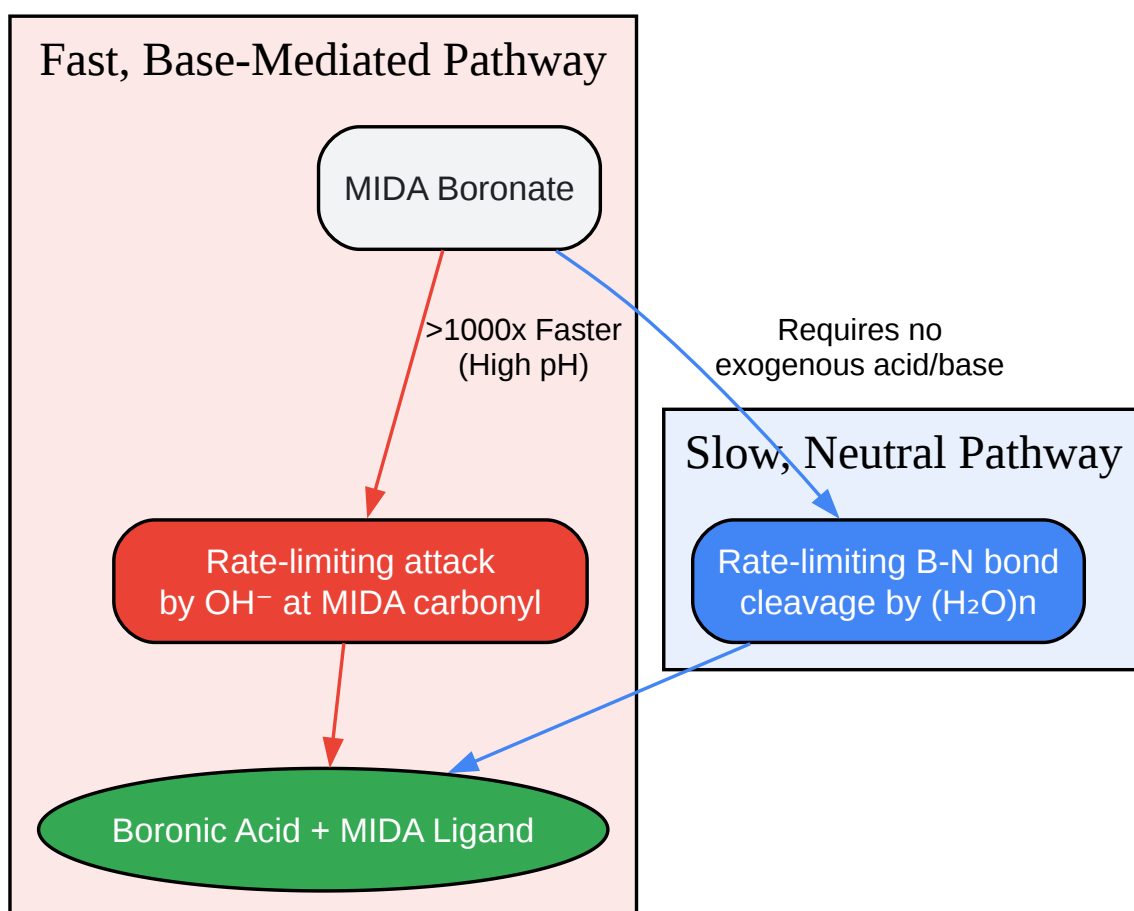 Fast, Base-Mediated Pathway
MIDA Boronate
>1000x Faster
(High pH)
Requires no
exogenous acid/base
Slow, Neutral Pathway
Rate-limiting attack
by OH⁻ at MIDA carbonyl
Rate-limiting B-N bond
cleavage by (H₂O)n
Boronic Acid + MIDA Ligand